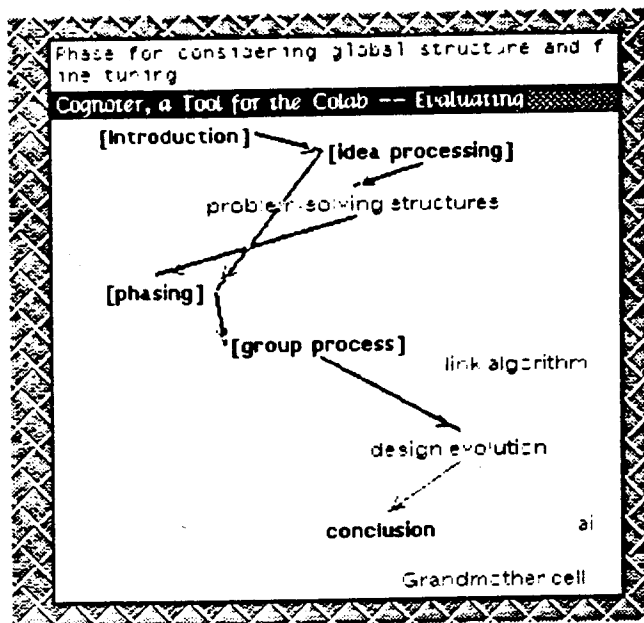 Phase for considering global structure and f
ine tuning
Cognoter, a Tool for the Colab -- Evaluating
[Introduction]
[idea processing]
problem-solving structures
[phasing]
[group process]
link algorithm
design evolution
conclusion
ai
Grandmother cell